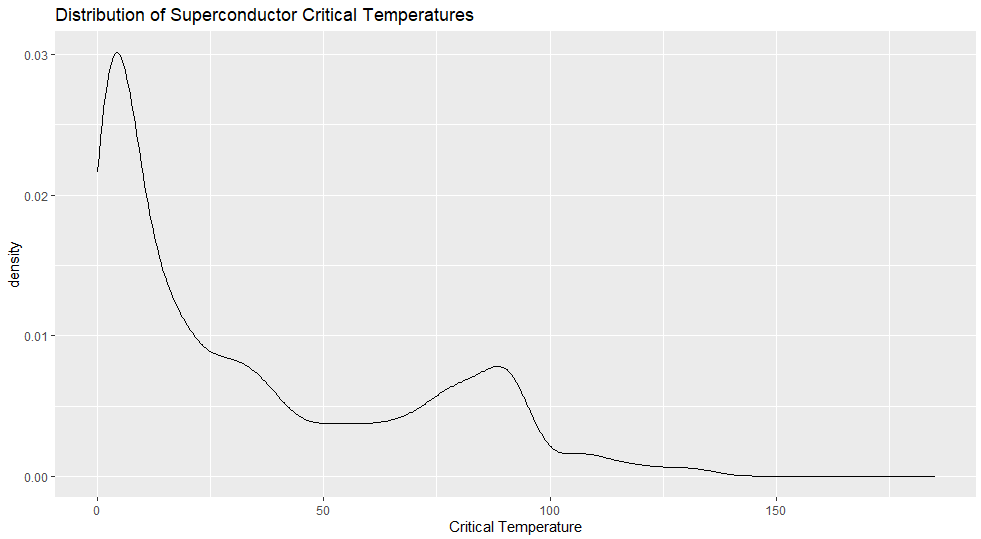 Distribution of Superconductor Critical Temperatures
0.03
0.02
0.01
0.00
density
0 50 100 150
Critical Temperature